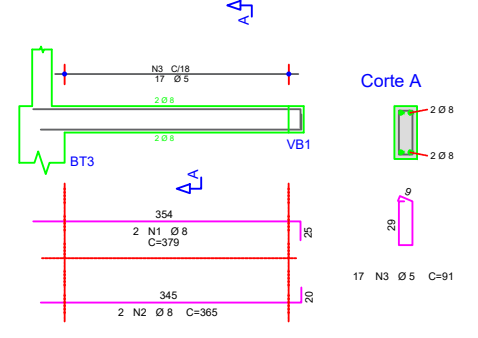 A
N3 C/18
17 Ø 5
Corte A
2 Ø 8
2 Ø 8
2 Ø 8
2 Ø 8
VB1
BT3
A
9
354
2 N1 Ø 8
C=379
25
29
17 N3 Ø 5 C=91
345
20
2 N2 Ø 8 C=365